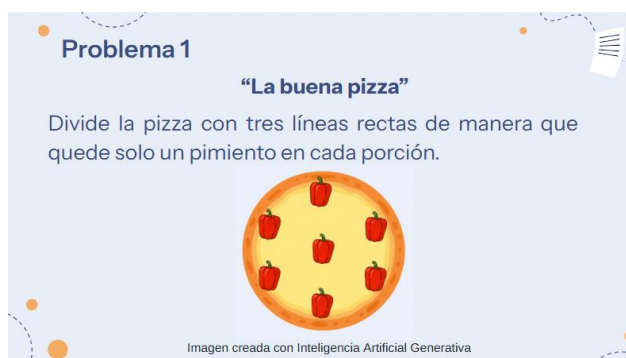 Problema 1
“La buena pizza”
Divide la pizza con tres líneas rectas de manera que
quede solo un pimiento en cada porción.
Imagen creada con Inteligencia Artificial Generativa